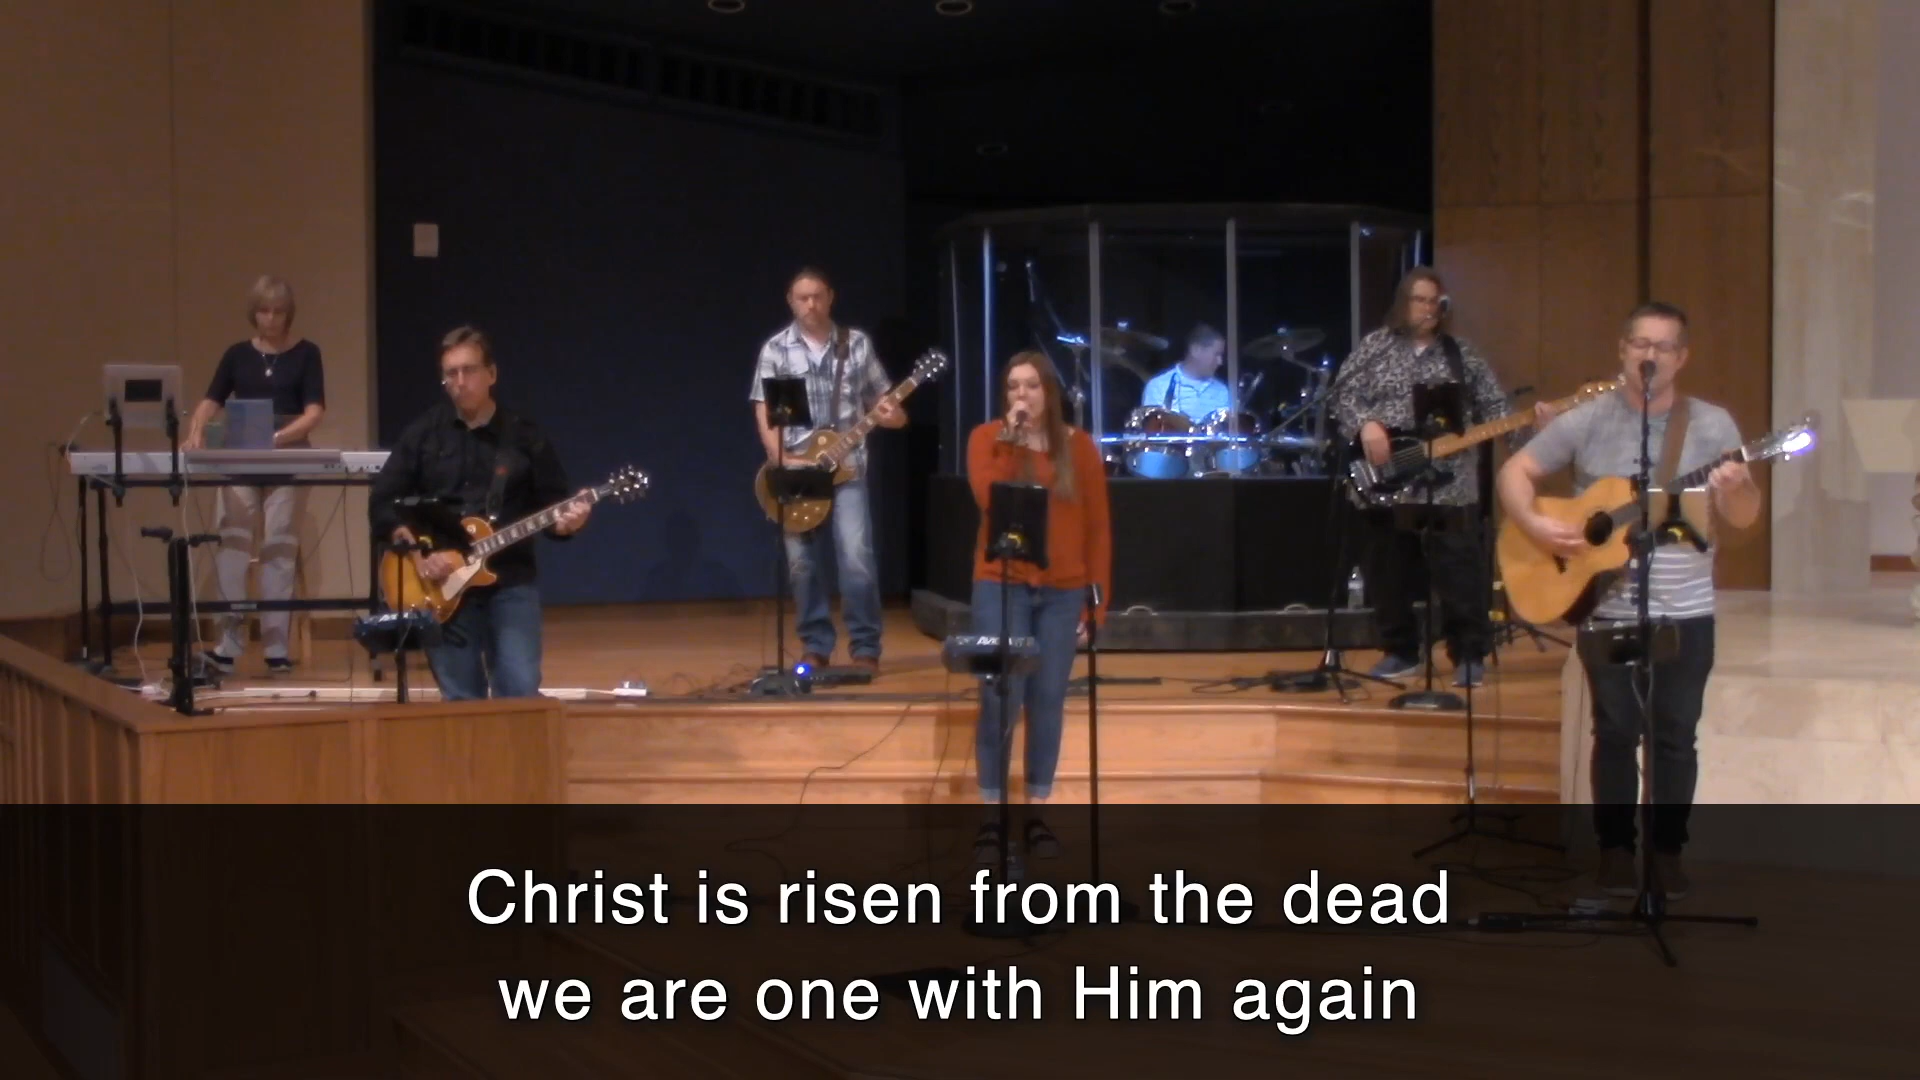 Christ is risen from the dead
we are one with Him again